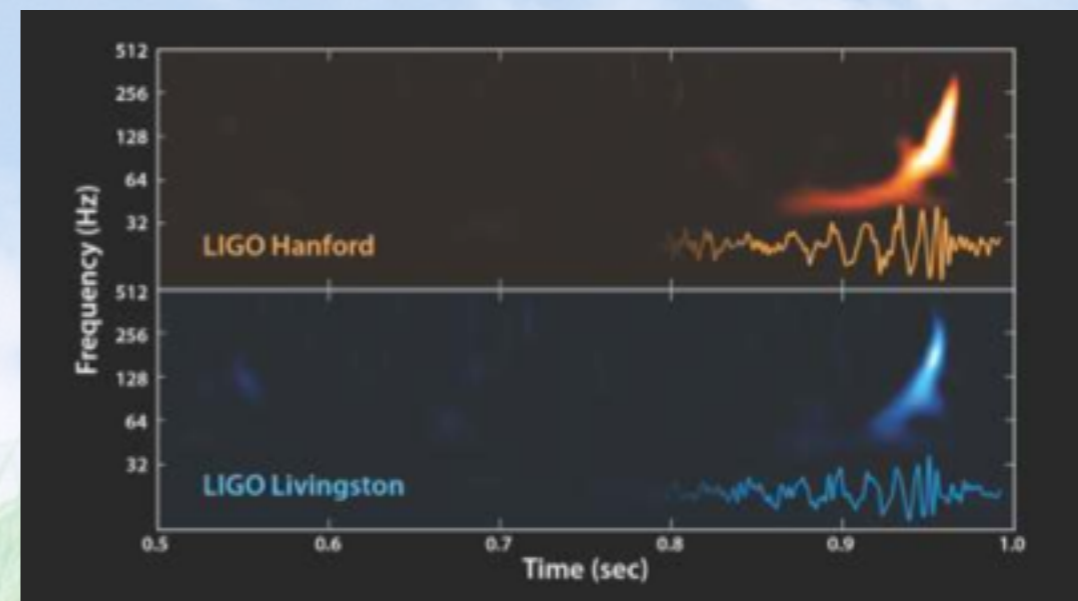 512
256
128
64
32
LIGO Hanford
Frequency (Hz)
512
256
128
64
32
LIGO Livingston
0.5 0.6 0.7 0.8 0.9 1.0
Time (sec)